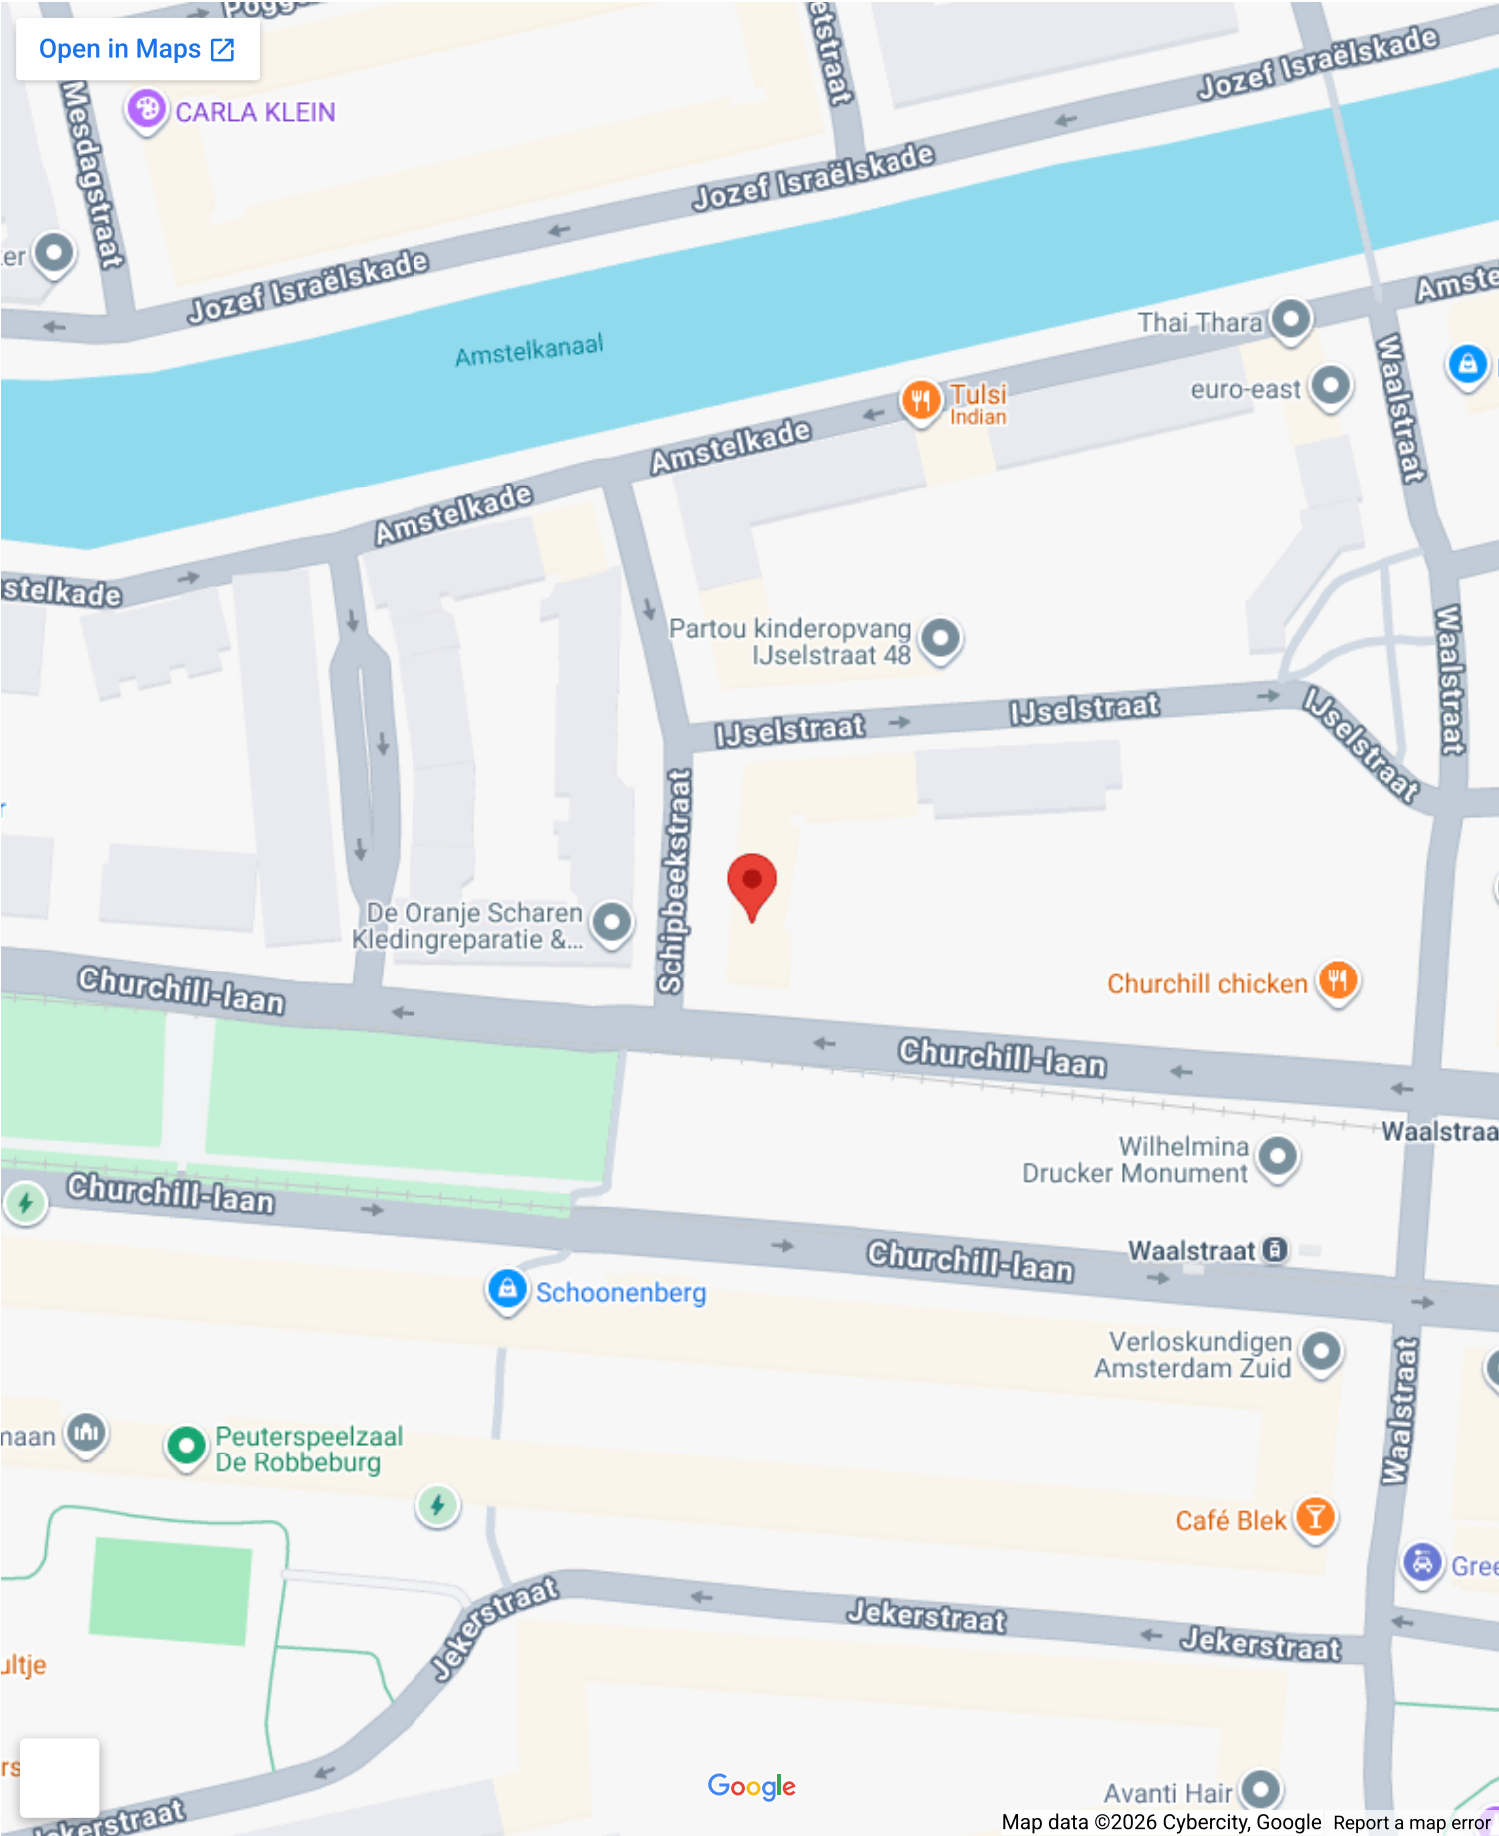 Open in Maps
CARLA KLEIN
Mesdagstraat
Jozef Israëlskade
Jozef Israëlskade
Jozef Israëlskade
Amstelkanaal
Thai Thara
euro-east
Waalstraat
Tulsi
Indian
Amstelkade
Amstelkade
Partou kinderopvang
IJselstraat 48
IJselstraat
IJselstraat
IJselstraat
Waalstraat
Schipbeekstraat
De Oranje Scharen
Kledingreparatie &...
Churchill-laan
Churchill chicken
Churchill-laan
Wilhelmina
Drucker Monument
Churchill-laan
Waalstraat
Churchill-laan
Schoonenberg
Verloskundigen
Amsterdam Zuid
Waalstraat
Peuterspeelzaal
De Robbeburg
Café Blek
Jekerstraat
Jekerstraat
Jekerstraat
Google
Avanti Hair
Map data ©2026 Cybercity, Google
Report a map error